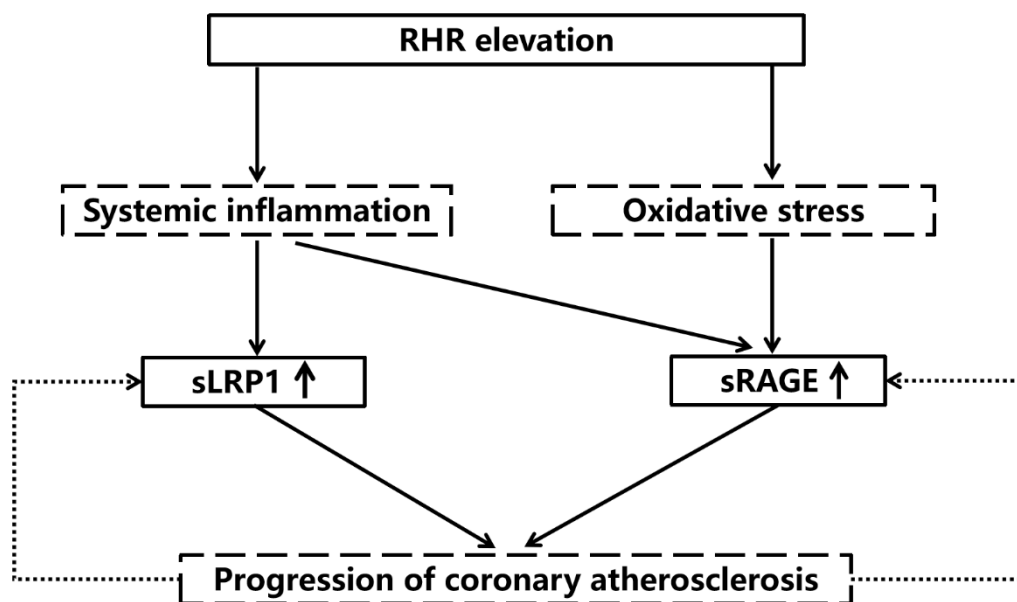 RHR elevation
Systemic inflammation
Oxidative stress
sLRP1 ↑
sRAGE ↑
Progression of coronary atherosclerosis